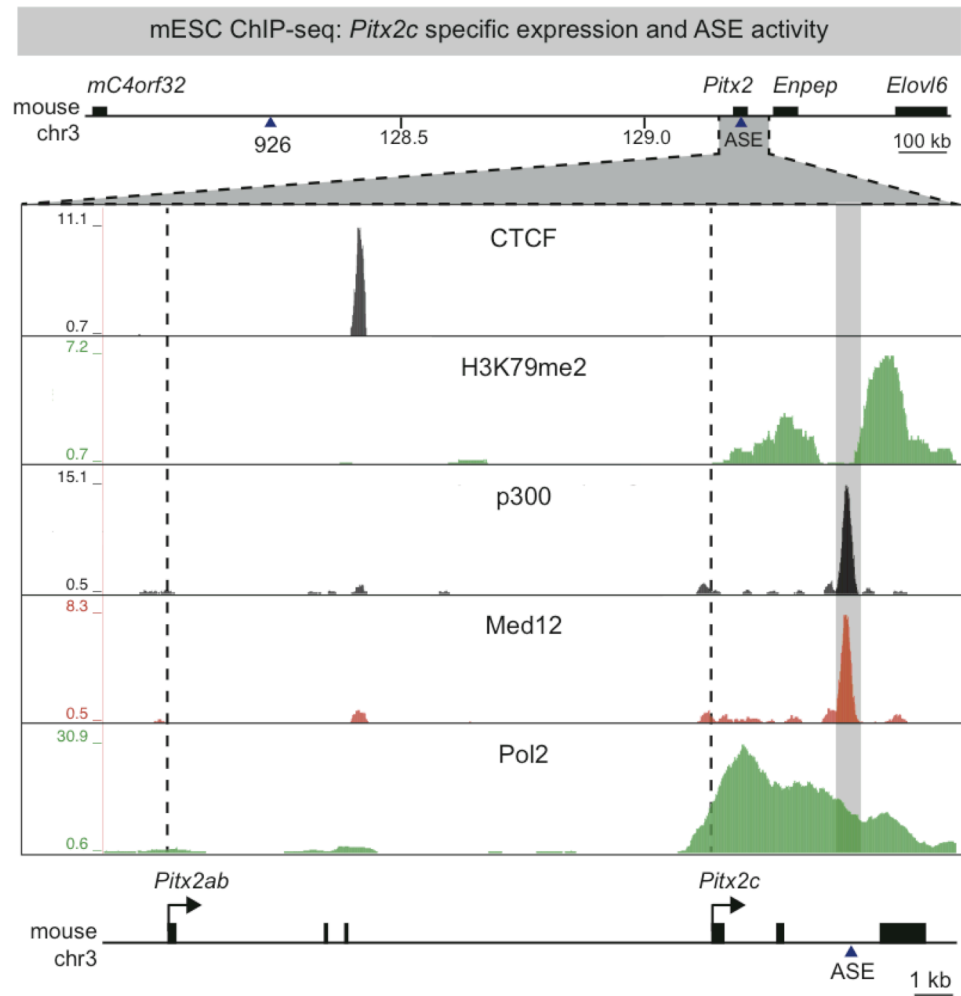 mESC ChIP-seq: Pitx2c specific expression and ASE activity
mC4orf32 Pitx2 Enpep Elovl6
mouse
chr3
926 128.5 129.0 ASE 100 kb
11.1 CTCF
0.7
7.2 H3K79me2
0.7
15.1 p300
0.5
8.3 Med12
0.5
30.9 Pol2
0.6
Pitx2ab Pitx2c
mouse
chr3
ASE
1 kb